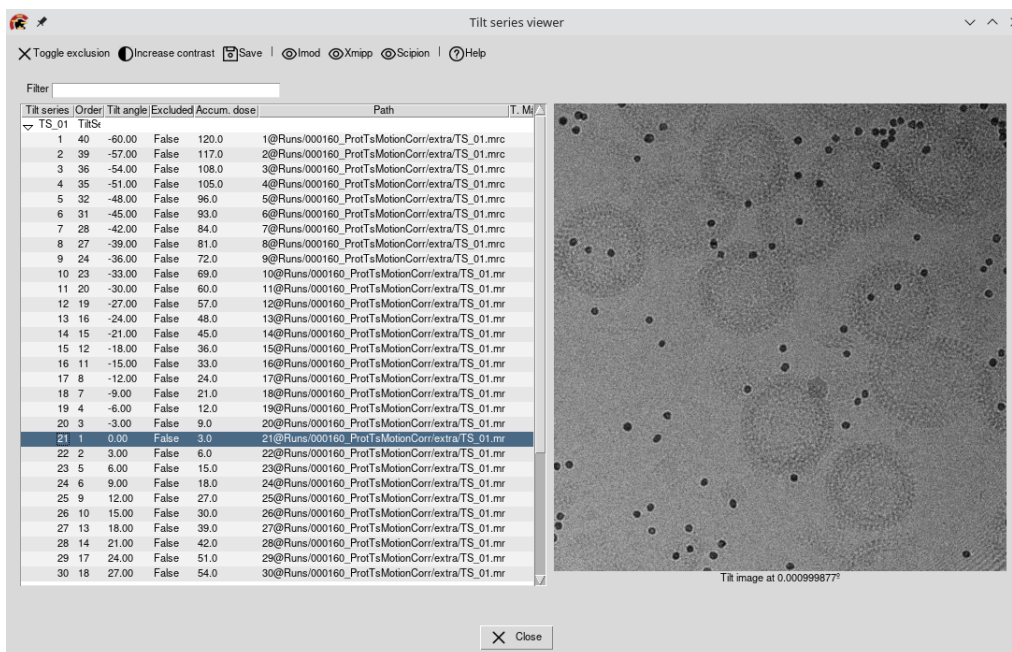 Tilt series viewer
Toggle exclusion Increase contrast Save Imod Xmipp Scipion Help
Filter
Tilt series Order Tilt angle Excluded Accum. dose Path T. Ma
TS_01 TiltSe
1 40 -60.00 False 120.0 1@Runs/000160_ProtTsMotionCorr/extra/TS_01.mrc
2 39 -57.00 False 117.0 2@Runs/000160_ProtTsMotionCorr/extra/TS_01.mrc
3 36 -54.00 False 108.0 3@Runs/000160_ProtTsMotionCorr/extra/TS_01.mrc
4 35 -51.00 False 105.0 4@Runs/000160_ProtTsMotionCorr/extra/TS_01.mrc
5 32 -48.00 False 96.0 5@Runs/000160_ProtTsMotionCorr/extra/TS_01.mrc
6 31 -45.00 False 93.0 6@Runs/000160_ProtTsMotionCorr/extra/TS_01.mrc
7 28 -42.00 False 84.0 7@Runs/000160_ProtTsMotionCorr/extra/TS_01.mrc
8 27 -39.00 False 81.0 8@Runs/000160_ProtTsMotionCorr/extra/TS_01.mrc
9 24 -36.00 False 72.0 9@Runs/000160_ProtTsMotionCorr/extra/TS_01.mrc
10 23 -33.00 False 69.0 10@Runs/000160_ProtTsMotionCorr/extra/TS_01.mr
11 20 -30.00 False 60.0 11@Runs/000160_ProtTsMotionCorr/extra/TS_01.mr
12 19 -27.00 False 57.0 12@Runs/000160_ProtTsMotionCorr/extra/TS_01.mr
13 16 -24.00 False 48.0 13@Runs/000160_ProtTsMotionCorr/extra/TS_01.mr
14 15 -21.00 False 45.0 14@Runs/000160_ProtTsMotionCorr/extra/TS_01.mr
15 12 -18.00 False 36.0 15@Runs/000160_ProtTsMotionCorr/extra/TS_01.mr
16 11 -15.00 False 33.0 16@Runs/000160_ProtTsMotionCorr/extra/TS_01.mr
17 8 -12.00 False 24.0 17@Runs/000160_ProtTsMotionCorr/extra/TS_01.mr
18 7 -9.00 False 21.0 18@Runs/000160_ProtTsMotionCorr/extra/TS_01.mr
19 4 -6.00 False 12.0 19@Runs/000160_ProtTsMotionCorr/extra/TS_01.mr
20 3 -3.00 False 9.0 20@Runs/000160_ProtTsMotionCorr/extra/TS_01.mr
21 1 0.00 False 3.0 21@Runs/000160_ProtTsMotionCorr/extra/TS_01.mr
22 2 3.00 False 6.0 22@Runs/000160_ProtTsMotionCorr/extra/TS_01.mr
23 5 6.00 False 15.0 23@Runs/000160_ProtTsMotionCorr/extra/TS_01.mr
24 6 9.00 False 18.0 24@Runs/000160_ProtTsMotionCorr/extra/TS_01.mr
25 9 12.00 False 27.0 25@Runs/000160_ProtTsMotionCorr/extra/TS_01.mr
26 10 15.00 False 30.0 26@Runs/000160_ProtTsMotionCorr/extra/TS_01.mr
27 13 18.00 False 39.0 27@Runs/000160_ProtTsMotionCorr/extra/TS_01.mr
28 14 21.00 False 42.0 28@Runs/000160_ProtTsMotionCorr/extra/TS_01.mr
29 17 24.00 False 51.0 29@Runs/000160_ProtTsMotionCorr/extra/TS_01.mr
30 18 27.00 False 54.0 30@Runs/000160_ProtTsMotionCorr/extra/TS_01.mr
Tilt image at 0.000999877º
Close